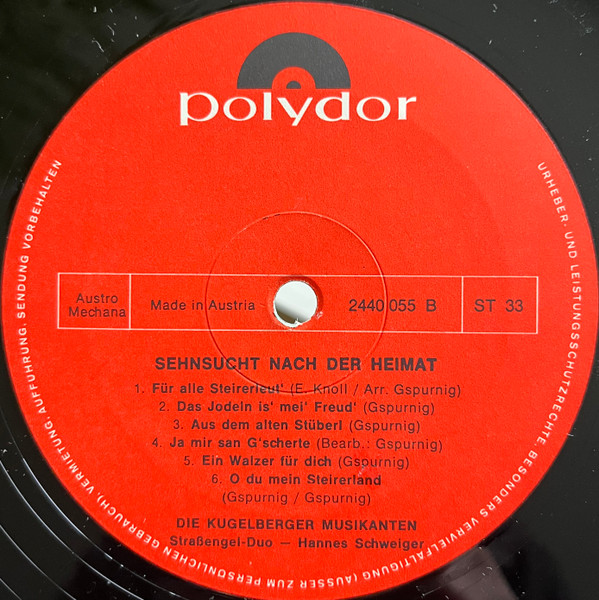 polydor
Austro
Mechana
Made in Austria
2440 055 B
ST 33
SEHNSUCHT NACH DER HEIMAT
1. Für alle Steirerleut' (E. Knoll / Arr. Gspurnig)
2. Das Jodeln is' mei' Freud' (Gspurnig)
3. Aus dem alten Stüberl (Gspurnig)
4. Ja mir san G'scherte (Bearb.: Gspurnig)
5. Ein Walzer für dich (Gspurnig)
6. O du mein Steirerland
(Gspurnig / Gspurnig)
DIE KUGELBERGER MUSIKANTEN
Straßengel-Duo — Hannes Schweiger
URHEBER- UND LEISTUNGSSCHUTZRECHTE, BESONDERS VERVIELFÄLTIGUNG (AUSSER ZUM PERSÖNLICHEN GEBRAUCH), VERMIETUNG, AUFFÜHRUNG, SENDUNG VORBEHALTEN